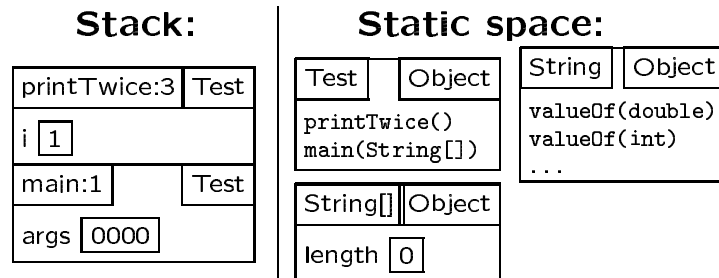 Stack:
printTwice:3 Test
i 1
main:1 Test
args 0000
Static space:
Test Object
printTwice()
main(String[])
String[] Object
length 0
String Object
valueOf(double)
valueOf(int)
...